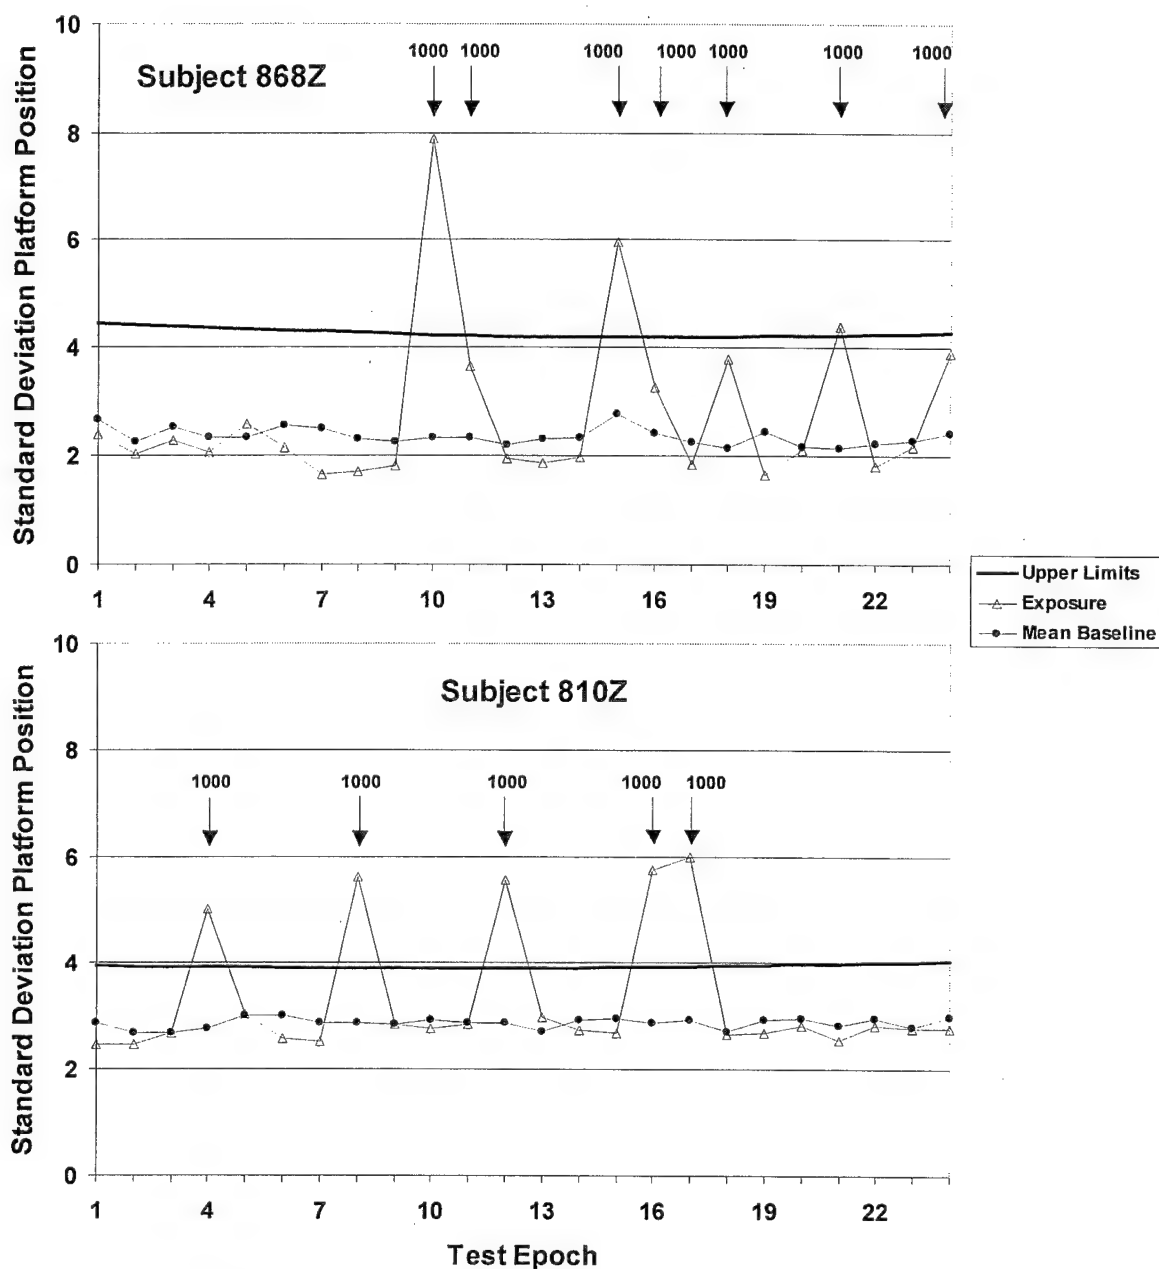 10
1000 1000 1000 1000 1000 1000 1000
Subject 868Z
8
6
4
2
0
1 4 7 10 13 16 19 22
Standard Deviation Platform Position
Upper Limits
Exposure
Mean Baseline
10
Subject 810Z
8
1000 1000 1000 1000 1000
6
4
2
0
1 4 7 10 13 16 19 22
Standard Deviation Platform Position
Test Epoch